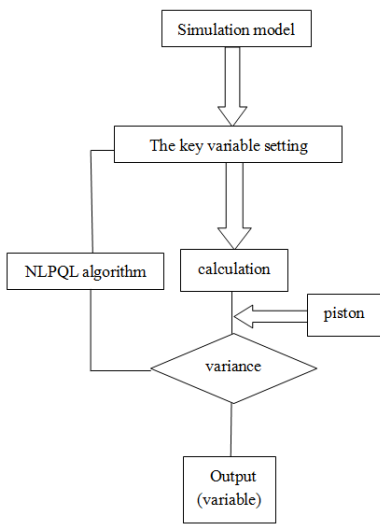 Simulation model
The key variable setting
NLPQL algorithm
calculation
piston
variance
Output
(variable)